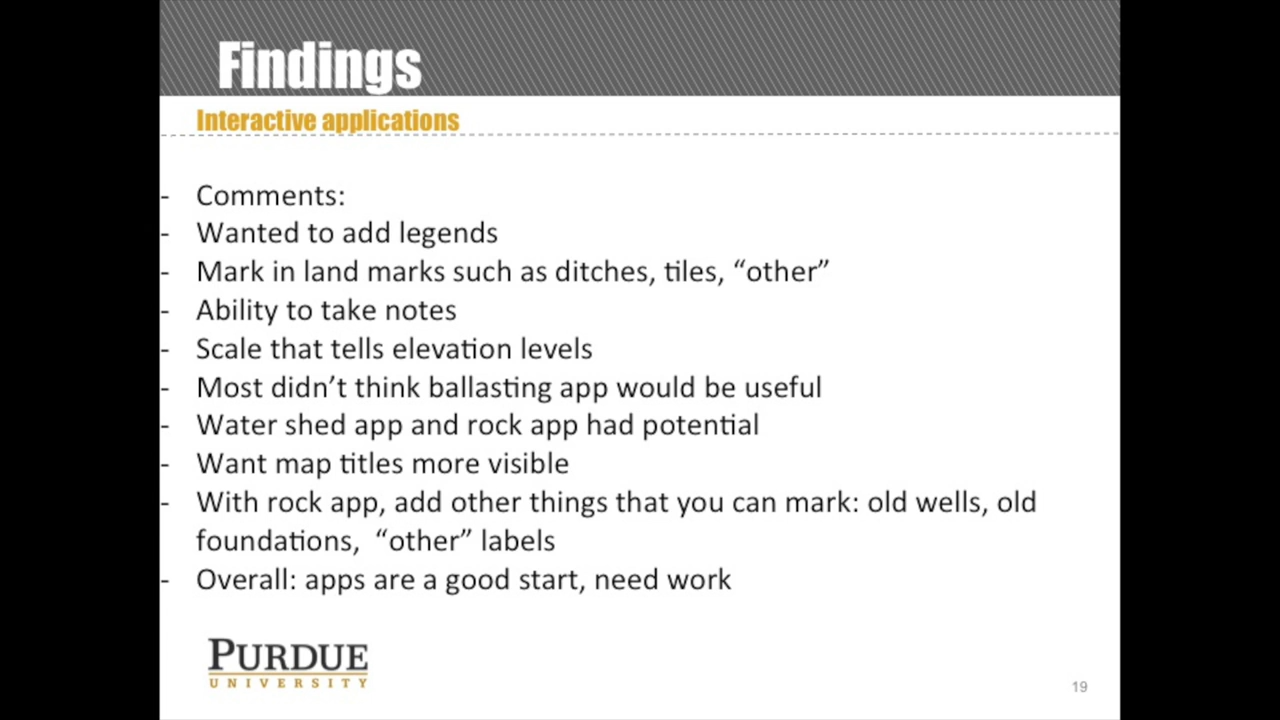 Findings
Interactive applications
- Comments:
- Wanted to add legends
- Mark in land marks such as ditches, tiles, “other”
- Ability to take notes
- Scale that tells elevation levels
- Most didn’t think ballasting app would be useful
- Water shed app and rock app had potential
- Want map titles more visible
- With rock app, add other things that you can mark: old wells, old
foundations,  “other” labels
- Overall: apps are a good start, need work
PURDUE
UNIVERSITY
19